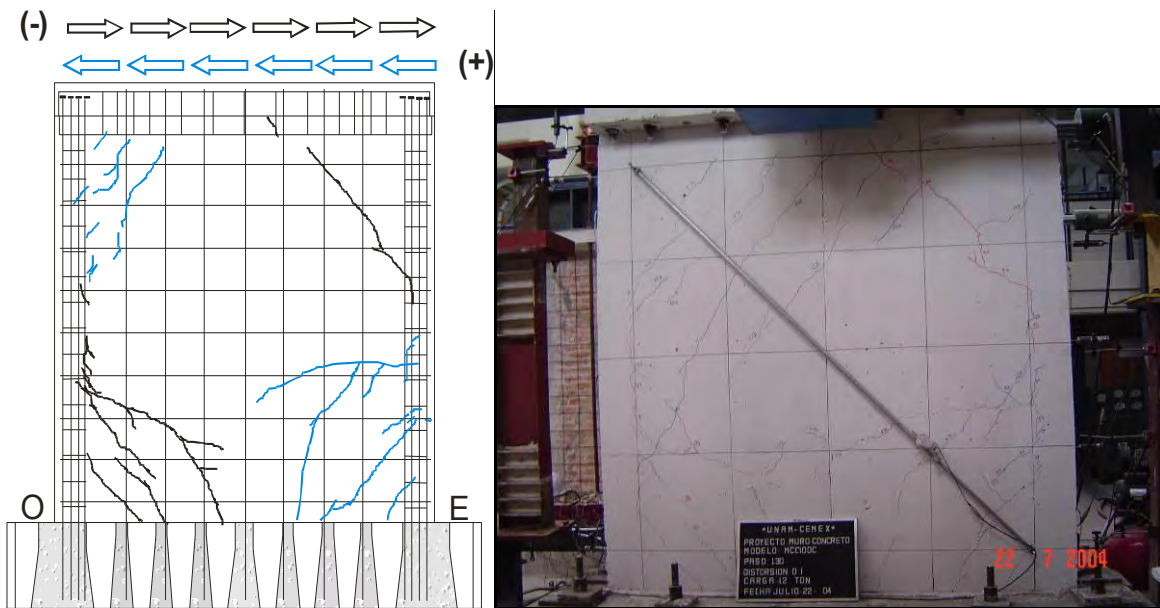 (-)
(+)
O
E
*UNAM-CEMEX*
PROYECTO MURO-CONCRETO
MODELO: MCC100C
PASO 130
DISTORSION 0.1
CARGA 12 TON
FECHA JULIO-22- 04
22 7 2004